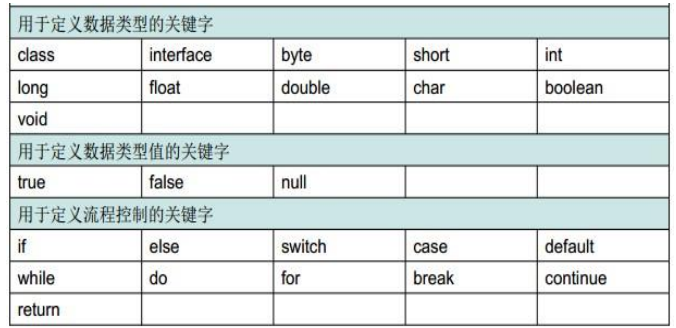 用于定义数据类型的关键字
class interface byte short int
long float double char boolean
void
用于定义数据类型值的关键字
true false null
用于定义流程控制的关键字
if else switch case default
while do for break continue
return